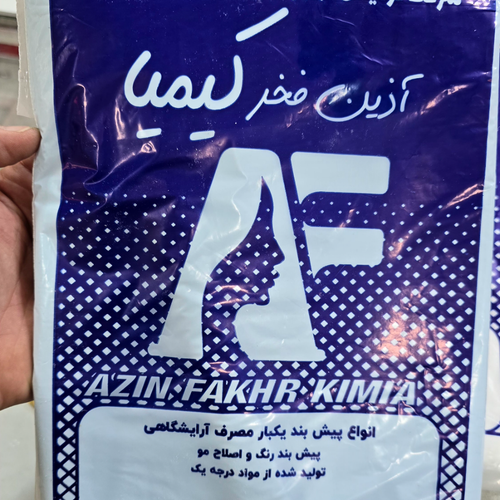 آذین فخر کیمیا
AF
AZIN FAKHR KIMIA
انواع پیش بند یکبار مصرف آرایشگاهی
پیش بند رنگ و اصلاح مو
تولید شده از مواد درجه یک